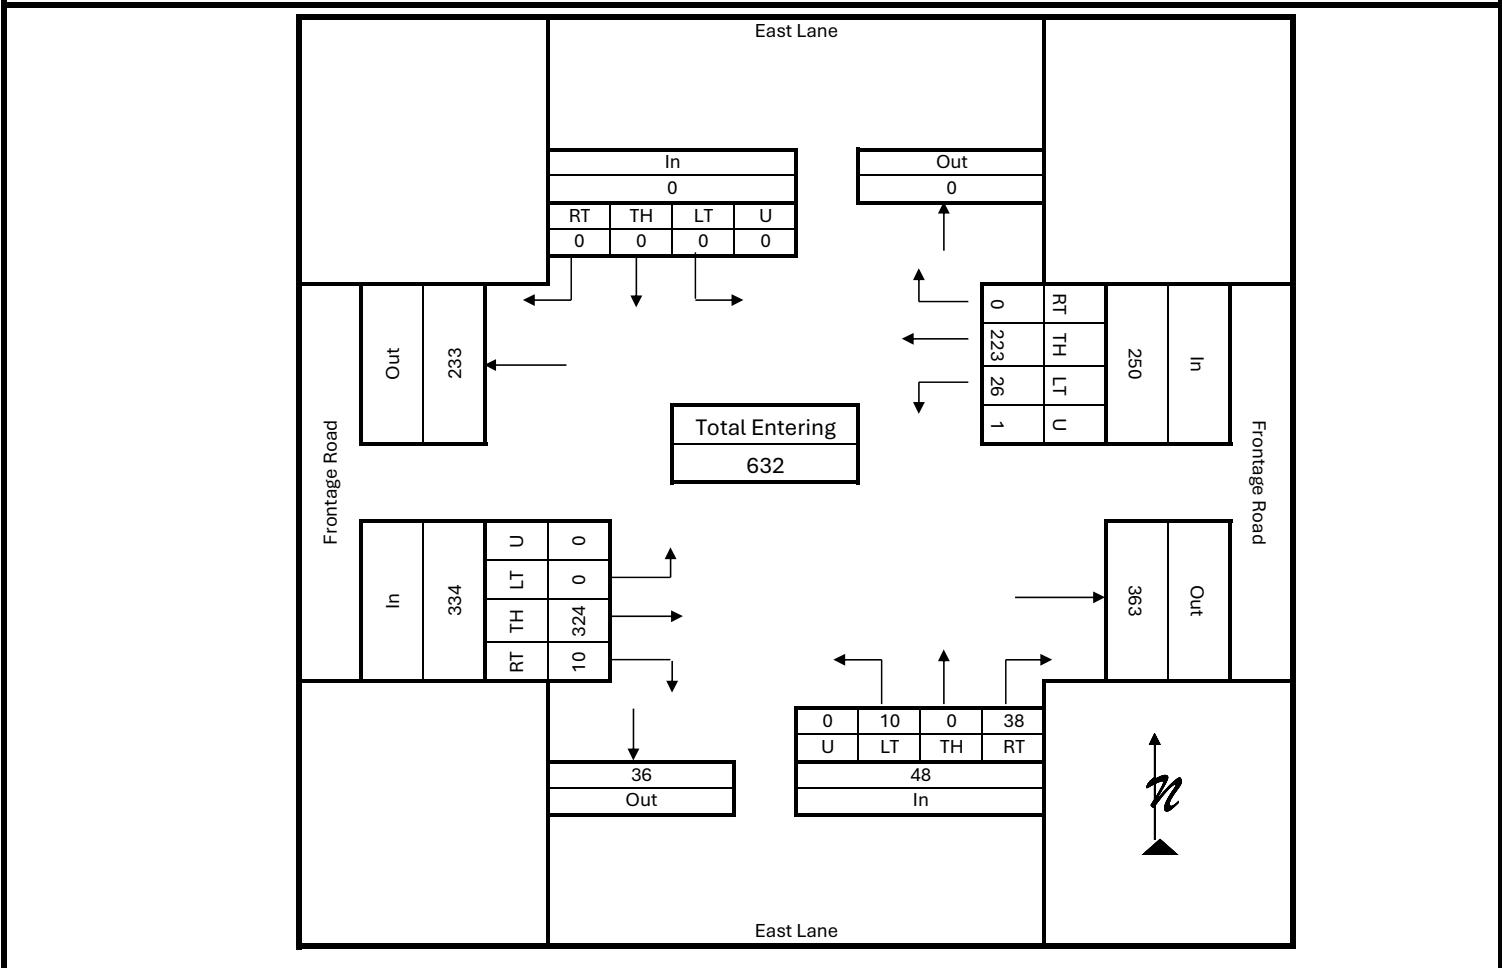 East Lane
In
0
RT TH LT U
0 0 0 0
Out
0
Out
233
Frontage Road
0 RT
223 TH
26 LT
1 U
250
In
Frontage Road
Total Entering
632
In
334
U 0
LT 0
TH 324
RT 10
363
Out
36
Out
0 10 0 38
U LT TH RT
48
In
N
East Lane